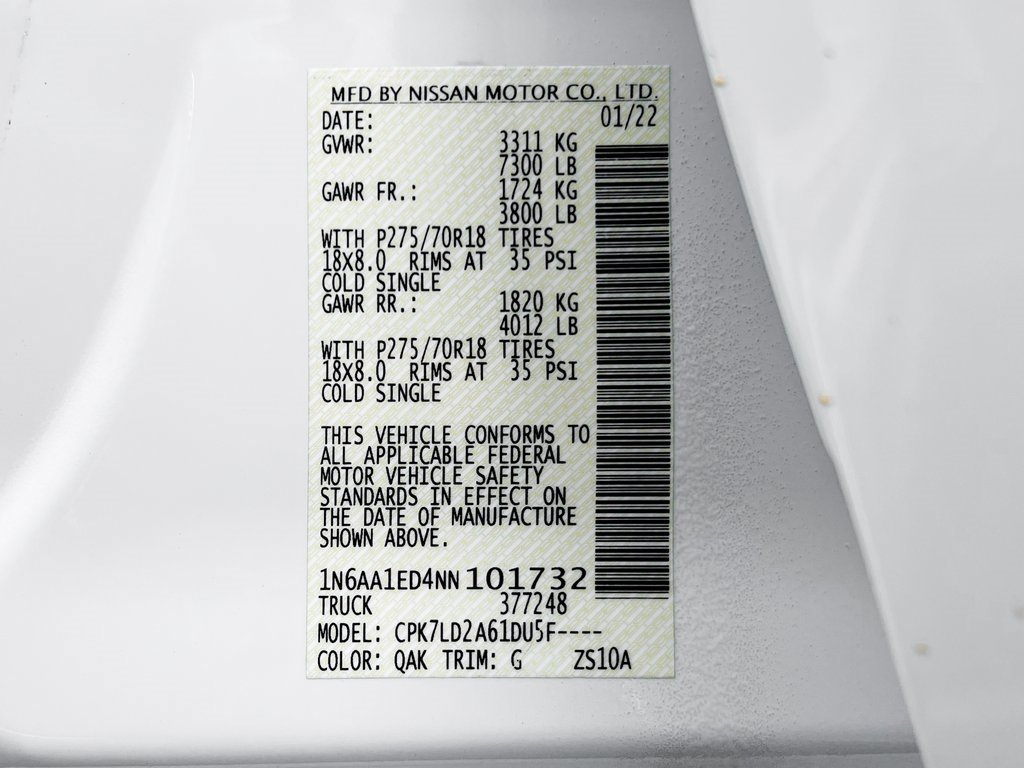 MFD BY NISSAN MOTOR CO., LTD.
DATE: 01/22
GVWR: 3311 KG
7300 LB
GAWR FR.: 1724 KG
3800 LB
WITH P275/70R18 TIRES
18X8.0 RIMS AT 35 PSI
COLD SINGLE
GAWR RR.: 1820 KG
4012 LB
WITH P275/70R18 TIRES
18X8.0 RIMS AT 35 PSI
COLD SINGLE
THIS VEHICLE CONFORMS TO
ALL APPLICABLE FEDERAL
MOTOR VEHICLE SAFETY
STANDARDS IN EFFECT ON
THE DATE OF MANUFACTURE
SHOWN ABOVE.
1N6AA1ED4NN101732
TRUCK 377248
MODEL: CPK7LD2A61DU5F----
COLOR: QAK TRIM: G ZS10A